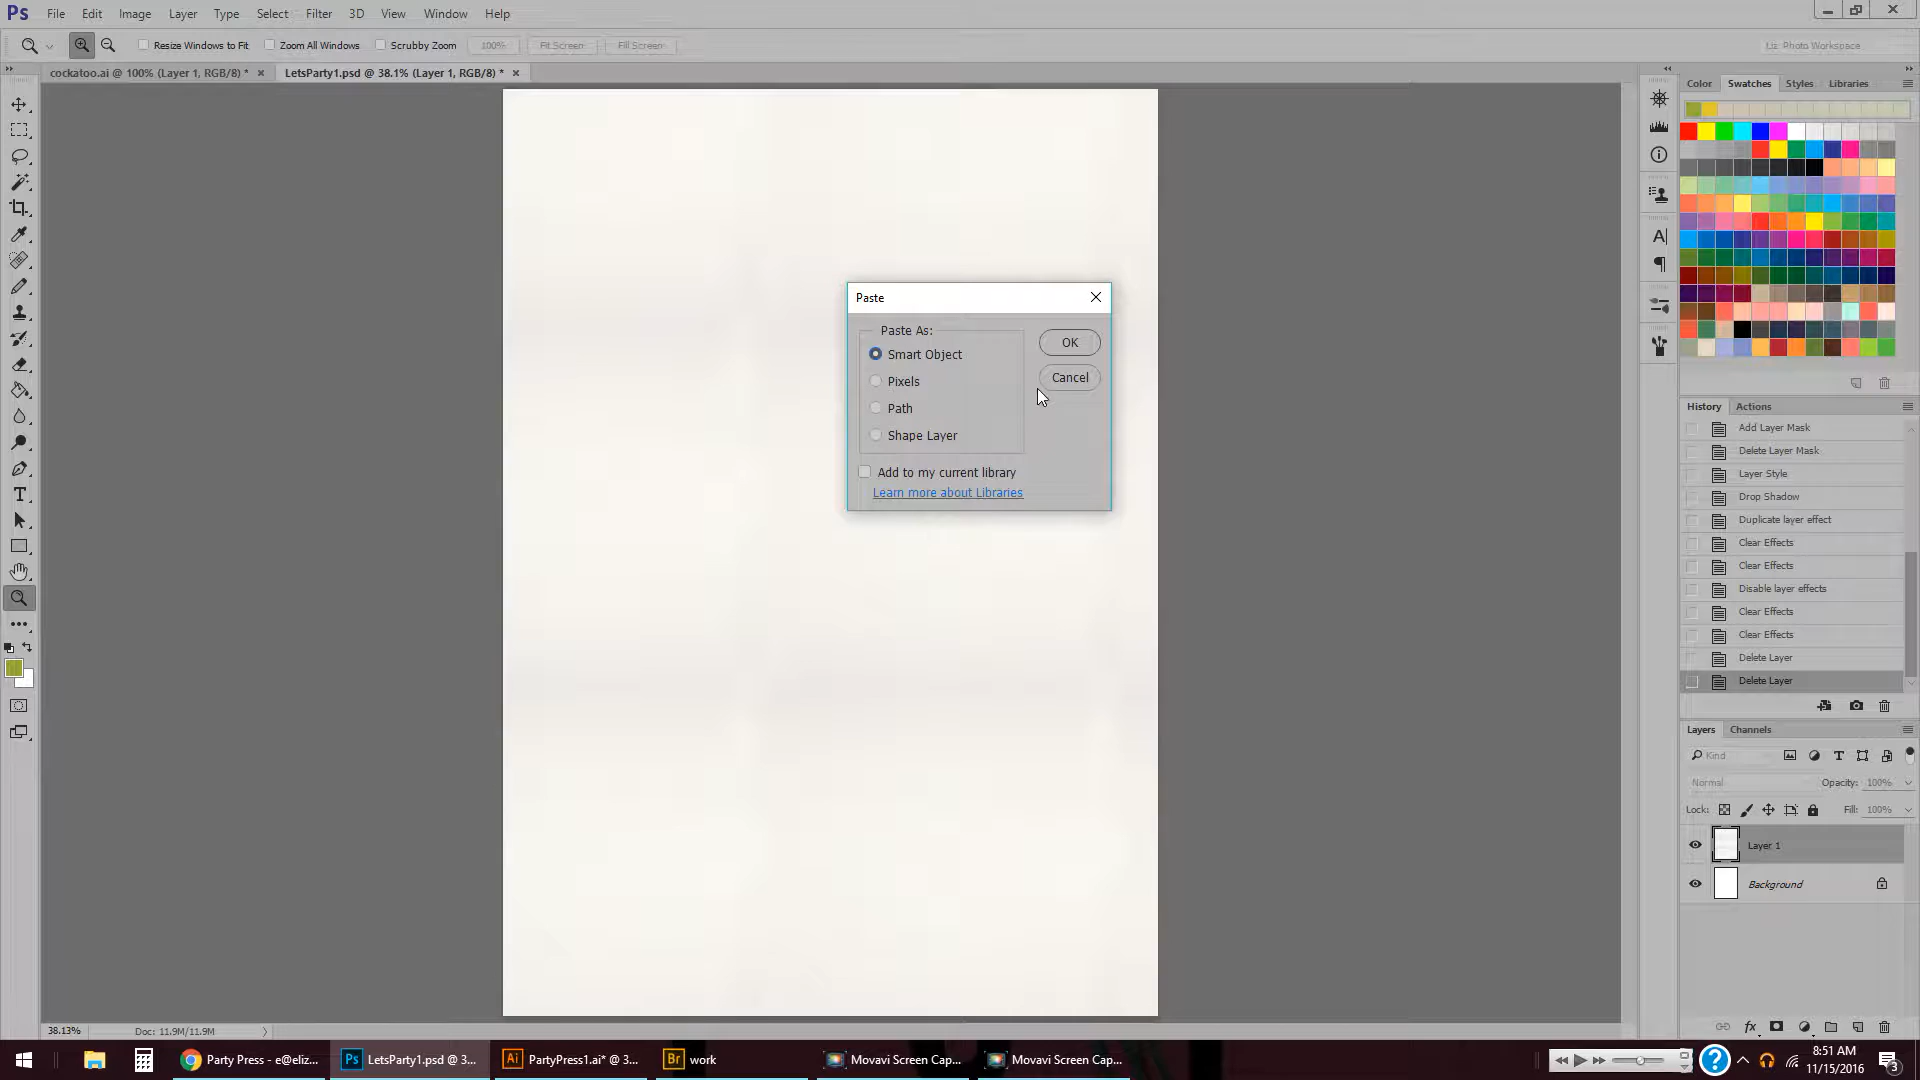 Ps File Edit Image Layer Type Select Filter 3D View Window Help
Resize Windows to Fit Zoom All Windows Scrubby Zoom 100% Fit Screen Fill Screen Liz: Photo Workspace
cockatoo.ai @ 100% (Layer 1, RGB/8) * × LetsParty1.psd @ 38.1% (Layer 1, RGB/8) * ×
Color Swatches Styles Libraries
Paste
Paste As:
Smart Object
Pixels
Path
Shape Layer
OK
Cancel
Add to my current library
Learn more about Libraries
History Actions
Add Layer Mask
Delete Layer Mask
Layer Style
Drop Shadow
Duplicate layer effect
Clear Effects
Clear Effects
Disable layer effects
Clear Effects
Clear Effects
Delete Layer
Delete Layer
Layers Channels
Kind
Normal Opacity: 100%
Lock: Fill: 100%
Layer 1
Background
38.13% Doc: 11.9M/11.9M
Party Press - e@eliz...
Ps LetsParty1.psd @ 3...
Ai PartyPress1.ai* @ 3...
Br work
Movavi Screen Cap...
Movavi Screen Cap...
8:51 AM
11/15/2016
3